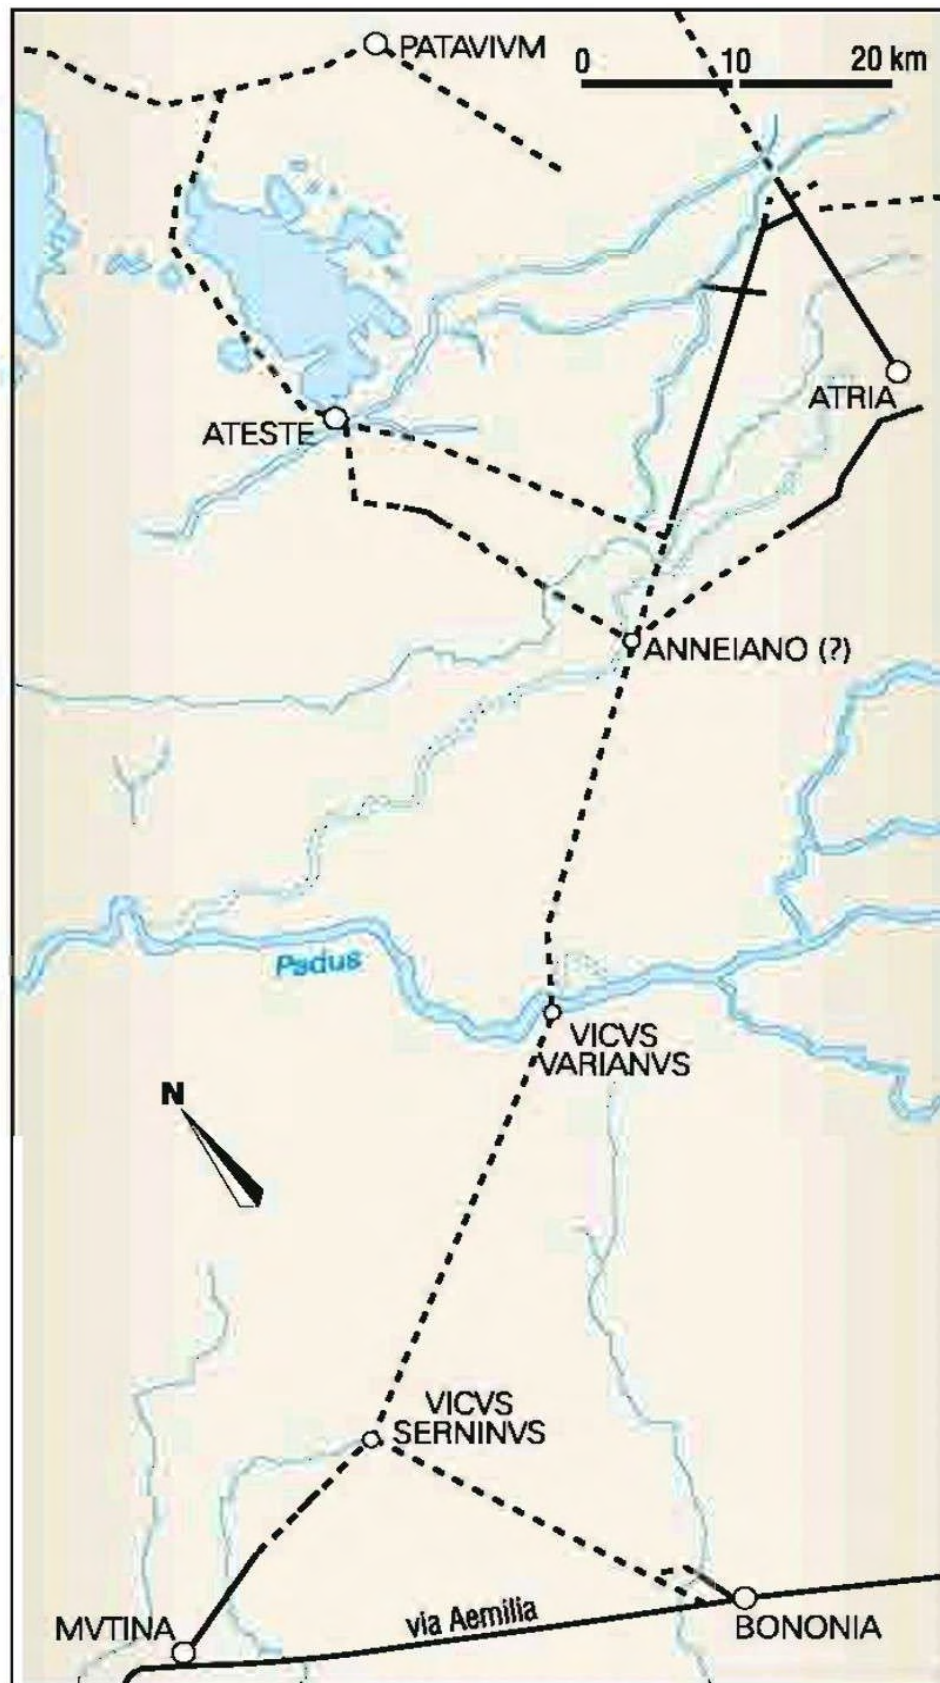 PATAVIVM
0 10 20 km
ATRIA
ATESTE
ANNEIANO (?)
Padus
VICVS
VARIANVS
N
VICVS
SERNINVS
via Aemilia
MVTINA
BONONIA